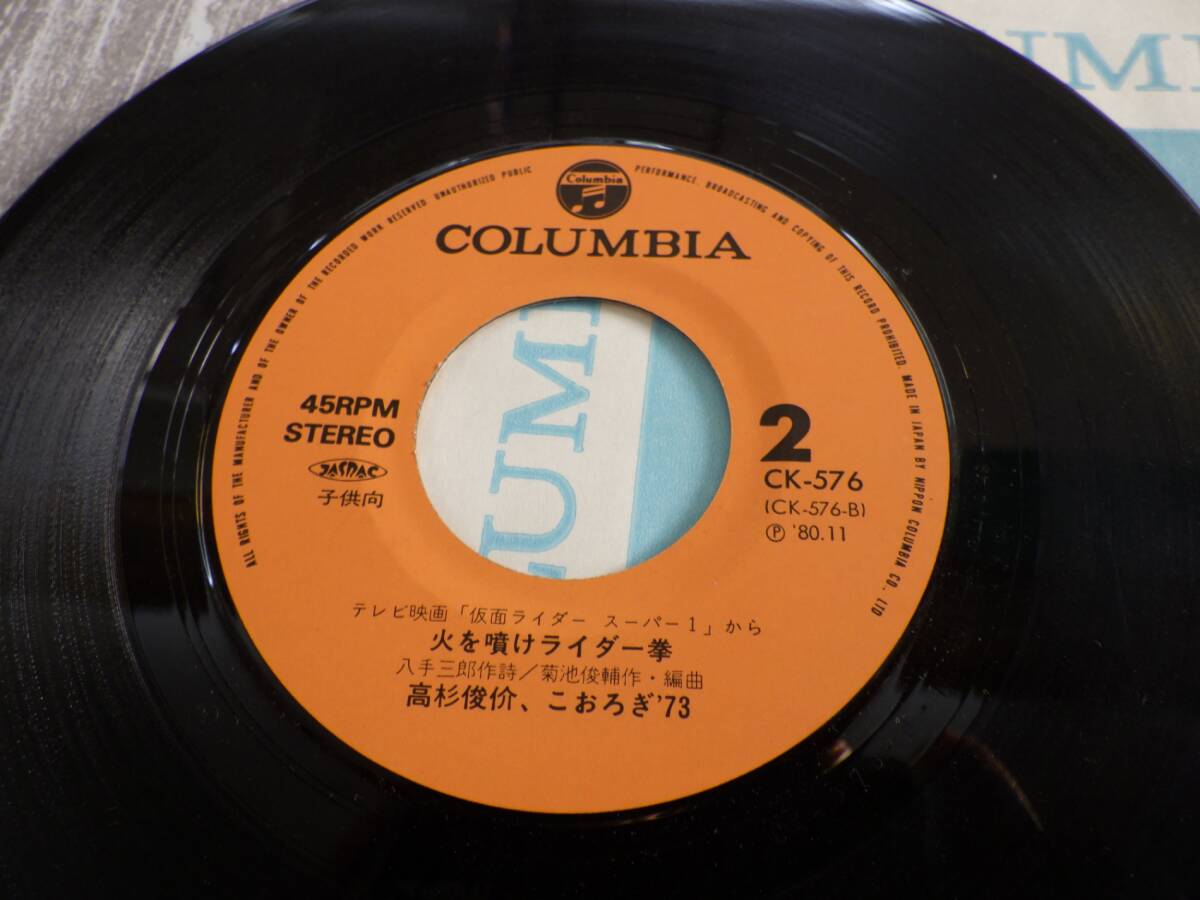 Columbia
COLUMBIA
ALL RIGHTS OF THE MANUFACTURER AND OF THE OWNER OF THE RECORDED WORK RESERVED. UNAUTHORIZED PUBLIC PERFORMANCE, BROADCASTING AND COPYING OF THIS RECORD PROHIBITED. MADE IN JAPAN BY NIPPON COLUMBIA CO., LTD
45RPM
STEREO
JASRAC
子供向
2
CK-576
(CK-576-B)
Ⓟ '80.11
テレビ映画「仮面ライダー スーパー1」から
火を噴けライダー拳
八手三郎作詩/菊池俊輔作・編曲
高杉俊价、こおろぎ'73
UMI
UM